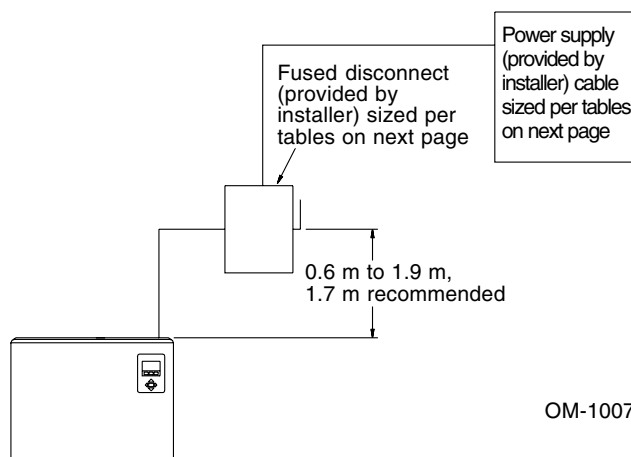 Power supply
(provided by
installer) cable
sized per tables
on next page
Fused disconnect
(provided by
installer) sized per
tables on next page
0.6 m to 1.9 m,
1.7 m recommended
OM-1007